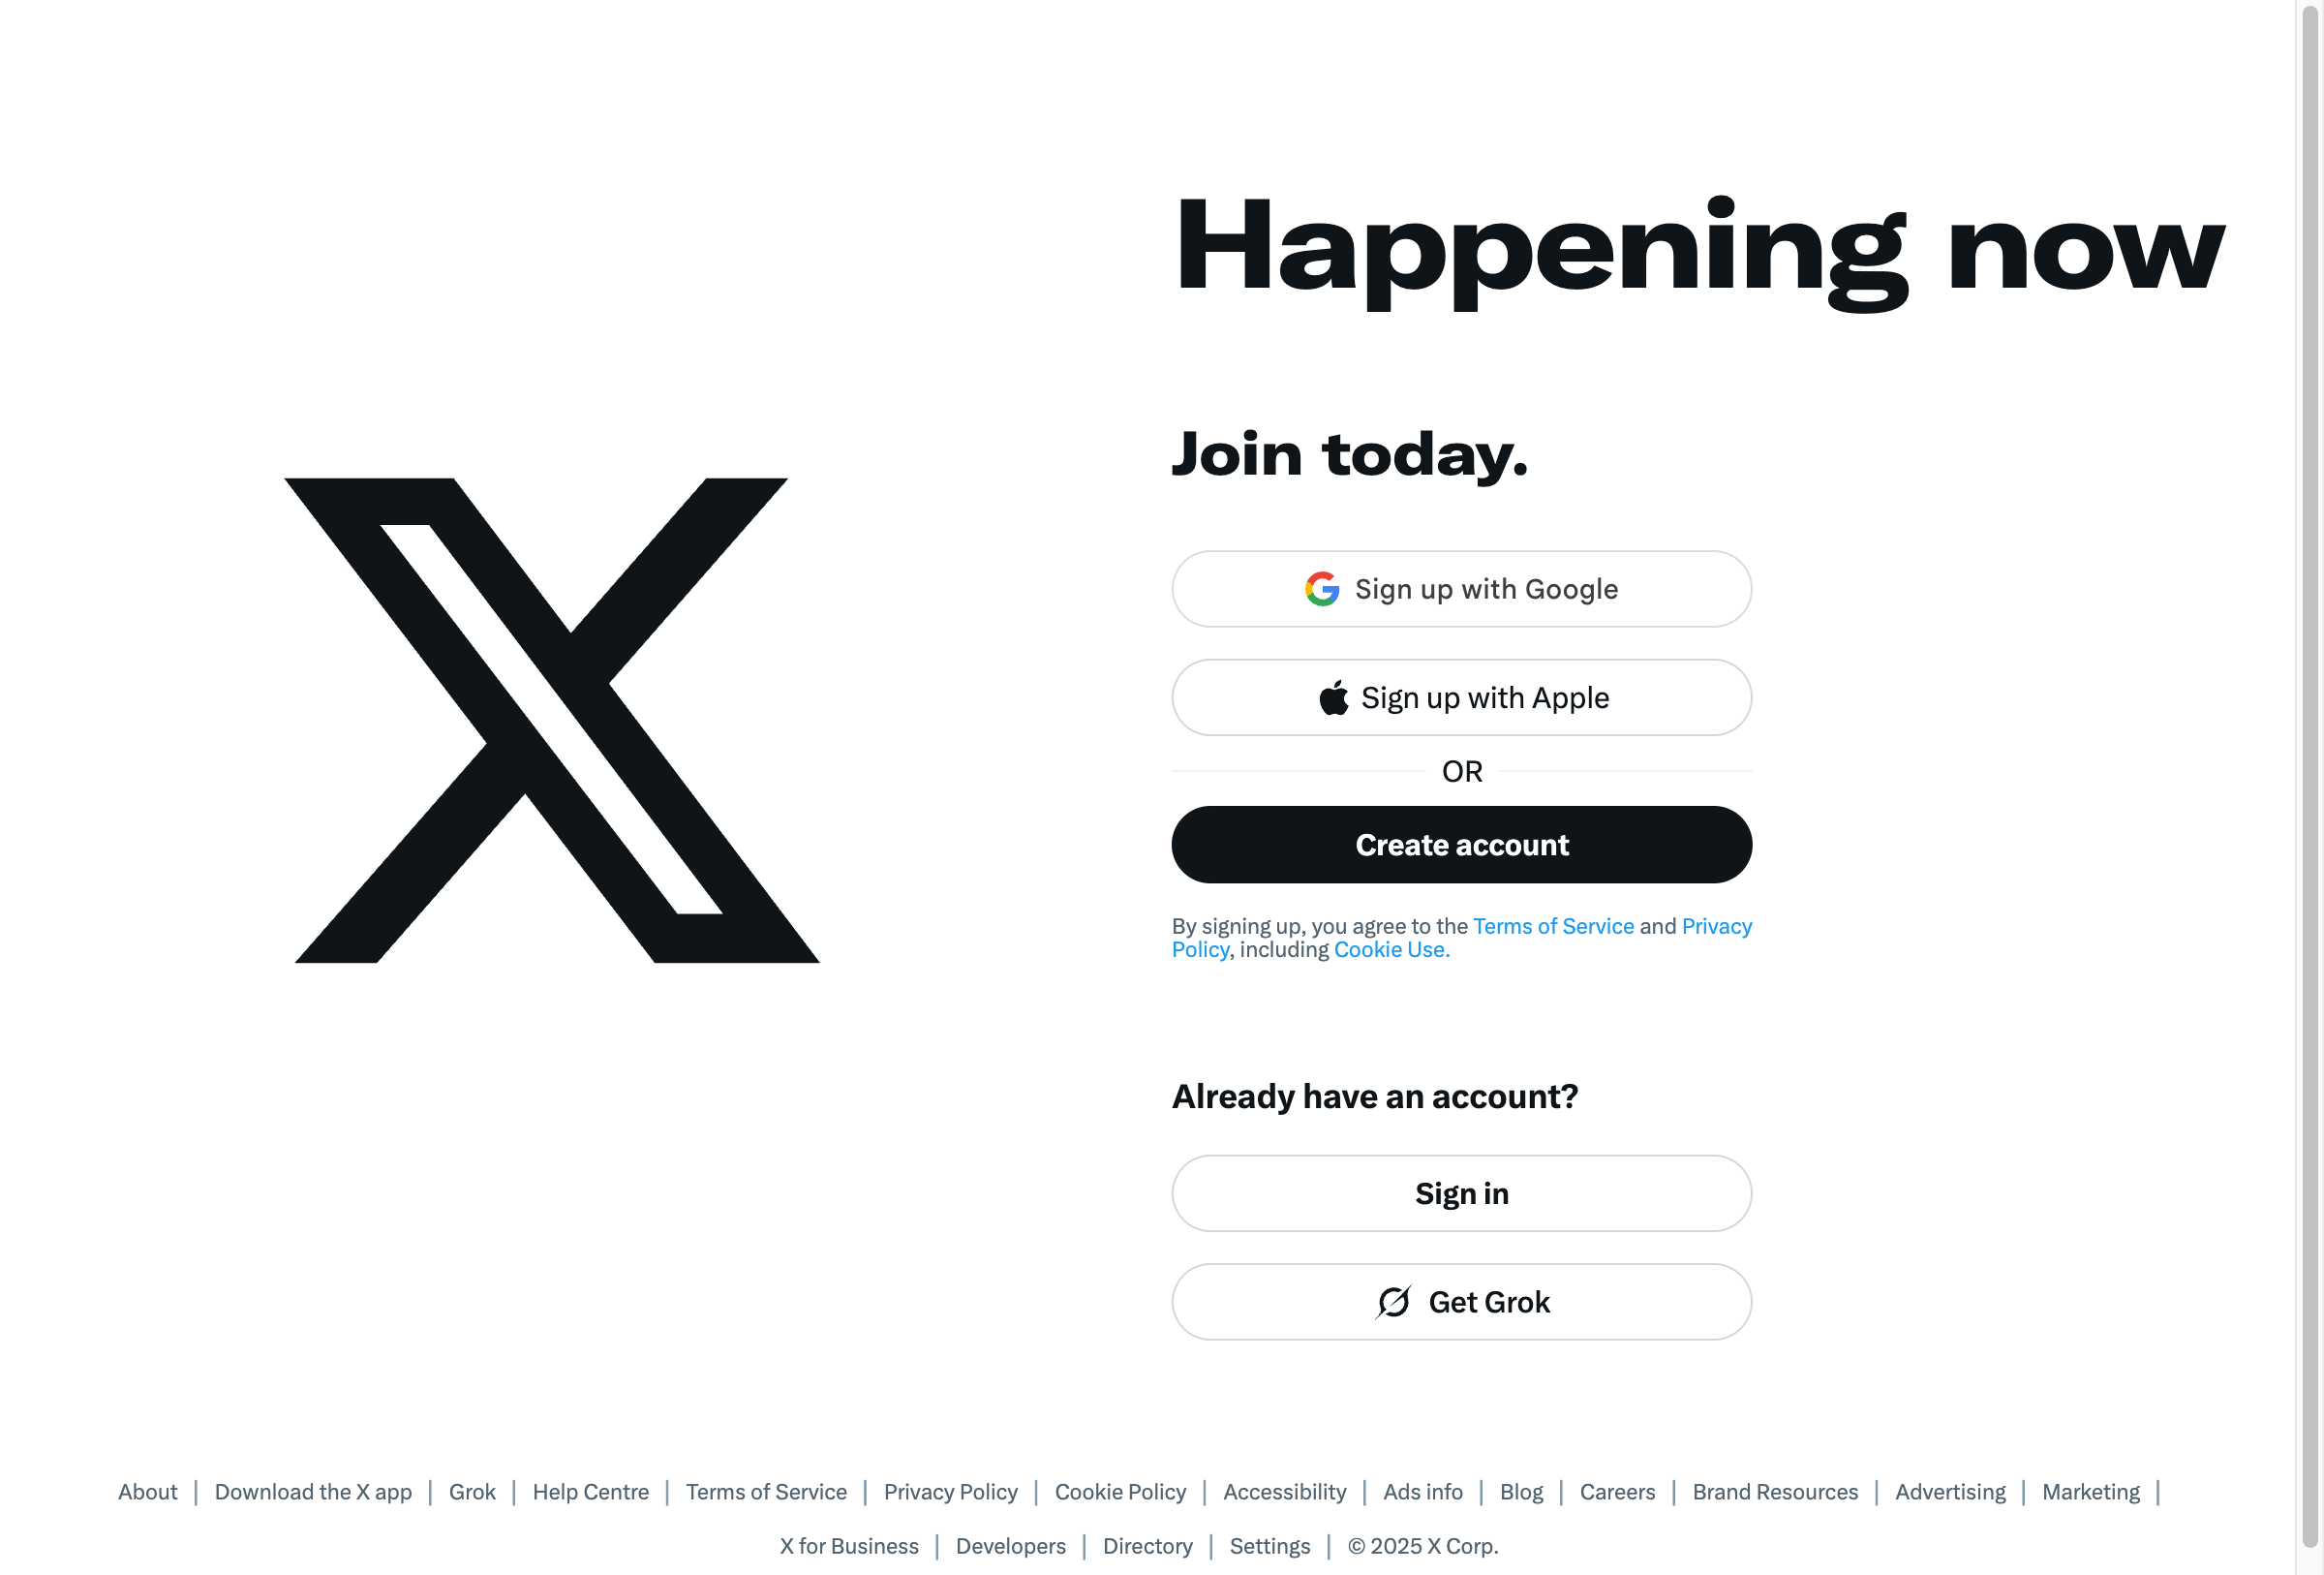 Happening now
Join today.
Sign up with Google
Sign up with Apple
OR
Create account
By signing up, you agree to the Terms of Service and Privacy
Policy, including Cookie Use.
Already have an account?
Sign in
Get Grok
About | Download the X app | Grok | Help Centre | Terms of Service | Privacy Policy | Cookie Policy | Accessibility | Ads info | Blog | Careers | Brand Resources | Advertising | Marketing |
X for Business | Developers | Directory | Settings | © 2025 X Corp.